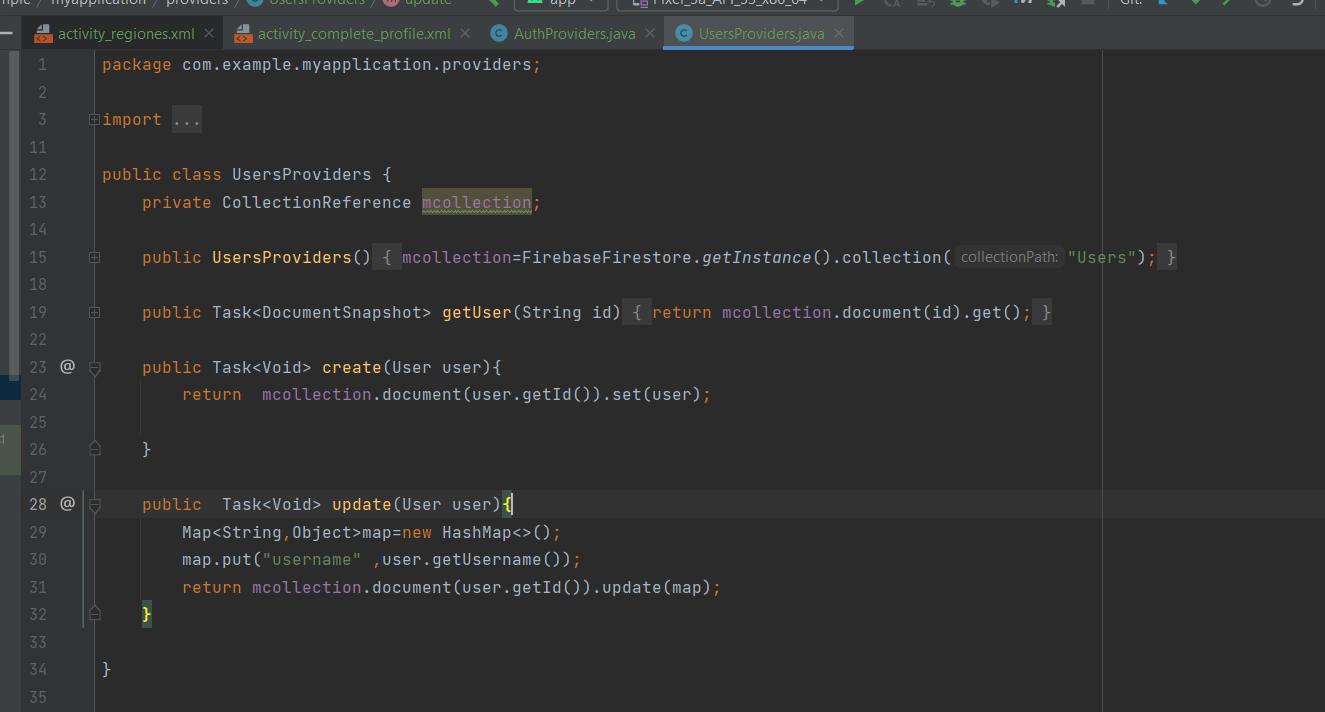 myapplication / providers / UsersProviders / update app Pixel_3a_API_33_x86_64 Git:
activity_regiones.xml activity_complete_profile.xml AuthProviders.java UsersProviders.java
1 package com.example.myapplication.providers;
2
3 import ...
11
12 public class UsersProviders {
13 private CollectionReference mcollection;
14
15 public UsersProviders() { mcollection=FirebaseFirestore.getInstance().collection( collectionPath: "Users"); }
18
19 public Task<DocumentSnapshot> getUser(String id) { return mcollection.document(id).get(); }
22
23 @ public Task<Void> create(User user){
24 return  mcollection.document(user.getId()).set(user);
25
26 }
27
28 @ public  Task<Void> update(User user){
29 Map<String,Object>map=new HashMap<>();
30 map.put("username" ,user.getUsername());
31 return mcollection.document(user.getId()).update(map);
32 }
33
34 }
35